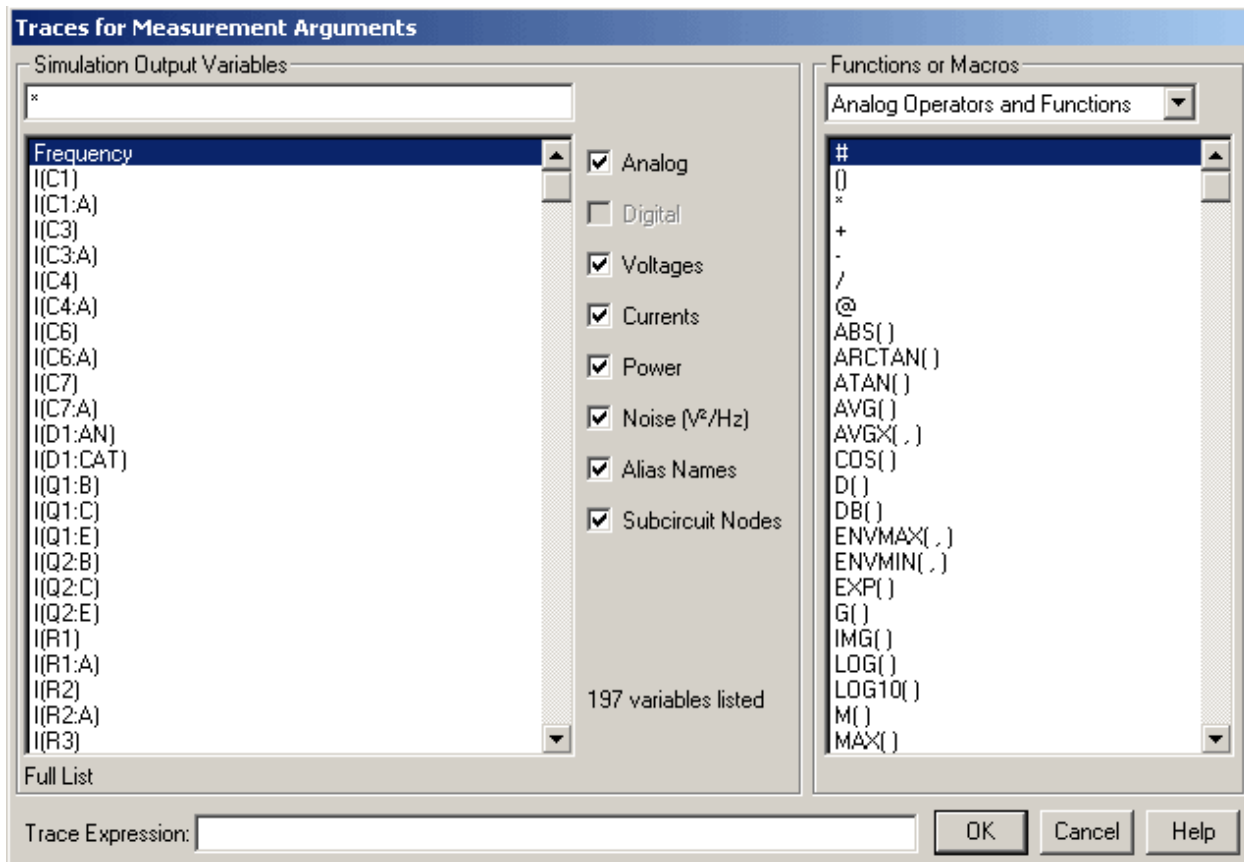 Traces for Measurement Arguments
Simulation Output Variables
*
Frequency
I(C1)
I(C1:A)
I(C3)
I(C3:A)
I(C4)
I(C4:A)
I(C6)
I(C6:A)
I(C7)
I(C7:A)
I(D1:AN)
I(D1:CAT)
I(Q1:B)
I(Q1:C)
I(Q1:E)
I(Q2:B)
I(Q2:C)
I(Q2:E)
I(R1)
I(R1:A)
I(R2)
I(R2:A)
I(R3)
Full List
Analog
Digital
Voltages
Currents
Power
Noise (V²/Hz)
Alias Names
Subcircuit Nodes
197 variables listed
Functions or Macros
Analog Operators and Functions
#
()
*
+
-
/
@
ABS( )
ARCTAN( )
ATAN( )
AVG( )
AVGX( , )
COS( )
D( )
DB( )
ENVMAX( , )
ENVMIN( , )
EXP( )
G( )
IMG( )
LOG( )
LOG10( )
M( )
MAX( )
Trace Expression:
OK
Cancel
Help